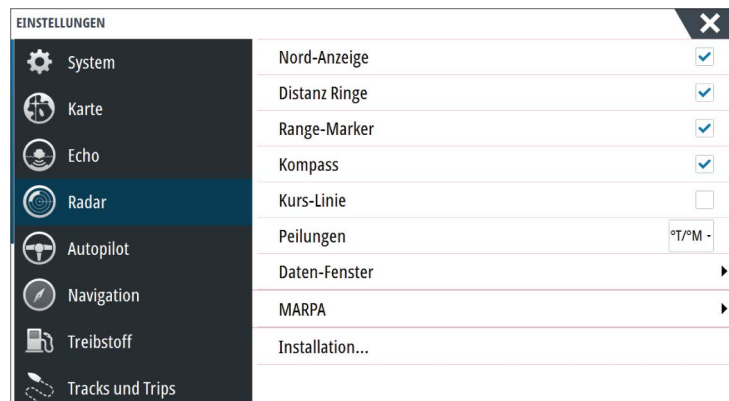 EINSTELLUNGEN
System
Karte
Echo
Radar
Autopilot
Navigation
Treibstoff
Tracks und Trips
Nord-Anzeige
Distanz Ringe
Range-Marker
Kompass
Kurs-Linie
Peilungen °T/°M
Daten-Fenster
MARPA
Installation...